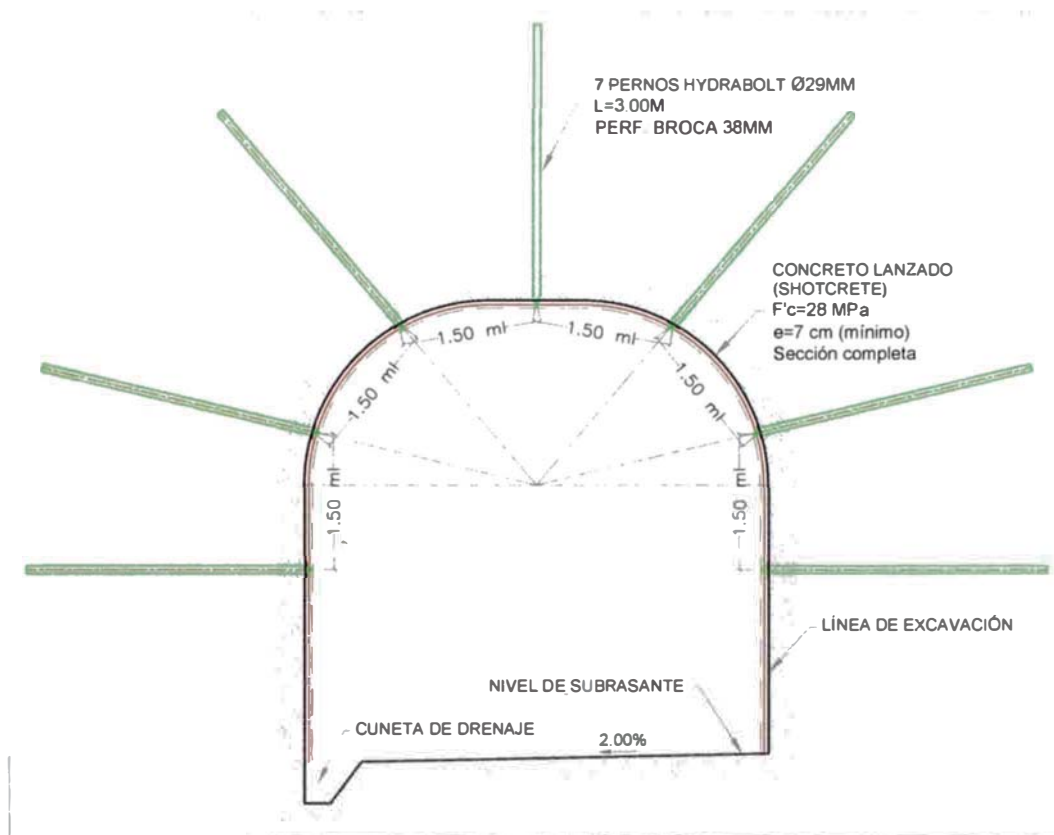 7 PERNOS HYDRABOLT Ø29MM
L=3.00M
PERF. BROCA 38MM
CONCRETO LANZADO
(SHOTCRETE)
F'c=28 MPa
e=7 cm (mínimo)
Sección completa
1.50 ml
1.50 ml
1.50 ml
1.50 ml
1.50 ml
1.50 ml
LÍNEA DE EXCAVACIÓN
NIVEL DE SUBRASANTE
CUNETA DE DRENAJE
2.00%